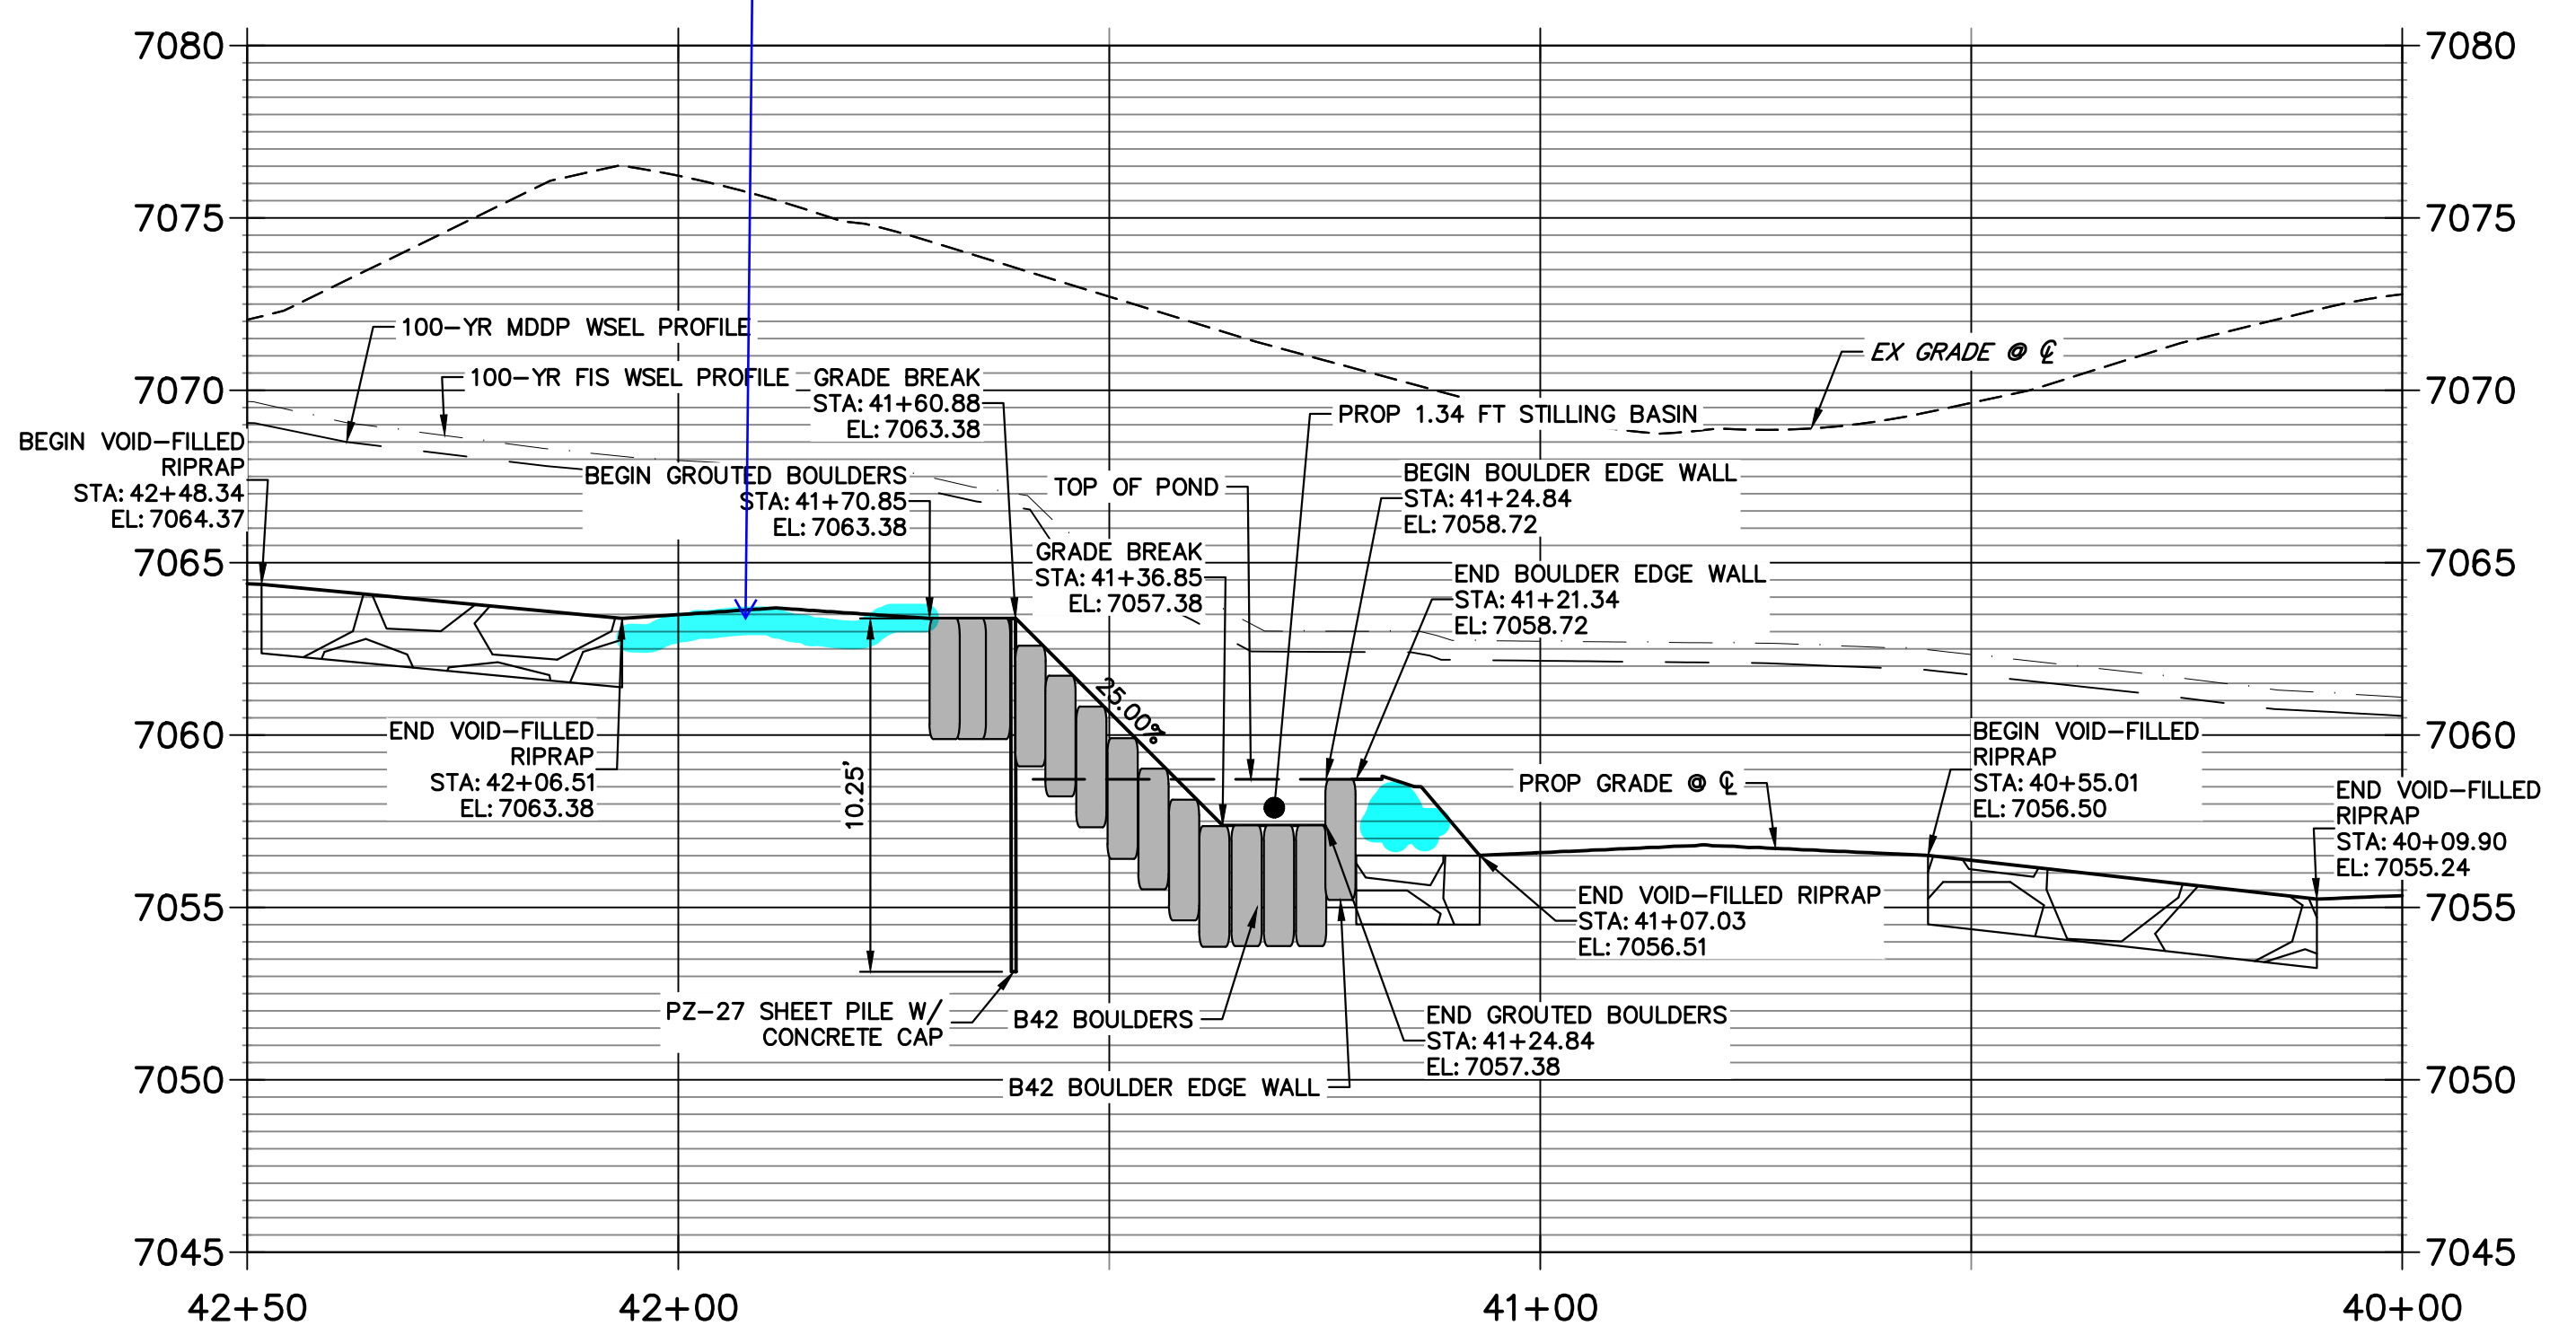 7080
7080
7075
7075
100-YR MDDP WSEL PROFILE
EX GRADE @ ℄
7070
100-YR FIS WSEL PROFILE
GRADE BREAK
STA: 41+60.88
EL: 7063.38
7070
PROP 1.34 FT STILLING BASIN
BEGIN VOID-FILLED
RIPRAP
STA: 42+48.34
EL: 7064.37
BEGIN GROUTED BOULDERS
STA: 41+70.85
EL: 7063.38
TOP OF POND
BEGIN BOULDER EDGE WALL
STA: 41+24.84
EL: 7058.72
7065
GRADE BREAK
STA: 41+36.85
EL: 7057.38
END BOULDER EDGE WALL
STA: 41+21.34
EL: 7058.72
7065
25.00%
7060
END VOID-FILLED
RIPRAP
STA: 42+06.51
EL: 7063.38
10.25'
PROP GRADE @ ℄
BEGIN VOID-FILLED
RIPRAP
STA: 40+55.01
EL: 7056.50
7060
END VOID-FILLED
RIPRAP
STA: 40+09.90
EL: 7055.24
7055
END VOID-FILLED RIPRAP
STA: 41+07.03
EL: 7056.51
7055
PZ-27 SHEET PILE W/
CONCRETE CAP
B42 BOULDERS
END GROUTED BOULDERS
STA: 41+24.84
EL: 7057.38
7050
B42 BOULDER EDGE WALL
7050
7045
7045
42+50
42+00
41+00
40+00